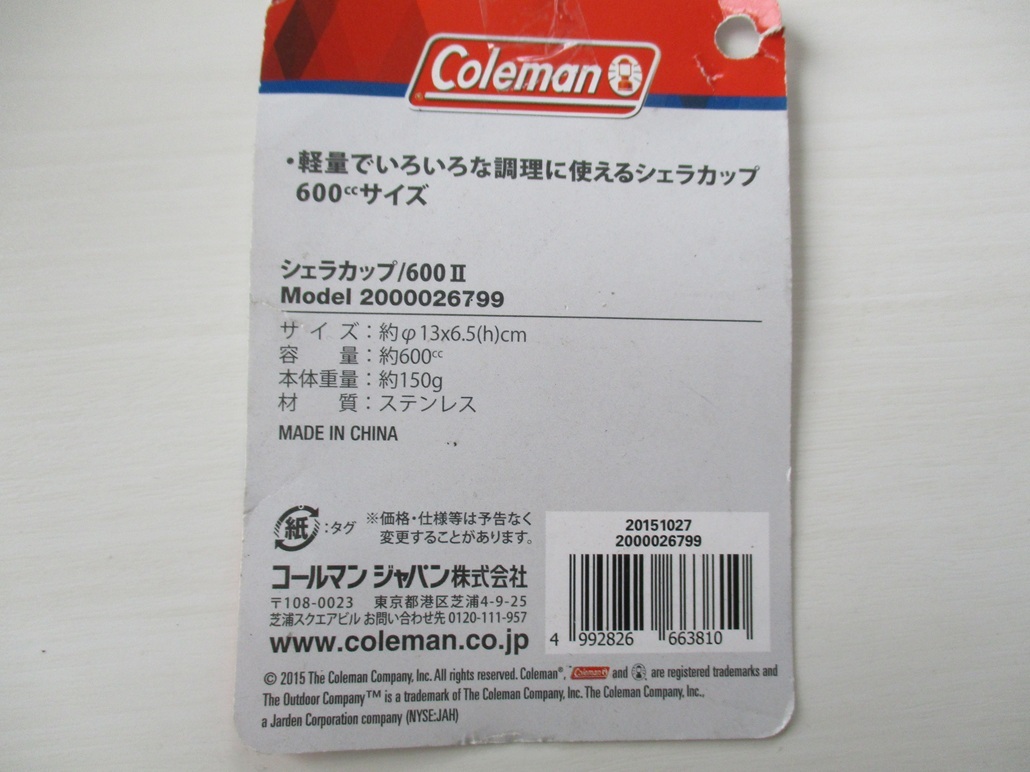 Coleman
・軽量でいろいろな調理に使えるシェラカップ
600ccサイズ
シェラカップ/600Ⅱ
Model 2000026799
サイズ：約φ13x6.5(h)cm
容量：約600cc
本体重量：約150g
材質：ステンレス
MADE IN CHINA
紙：タグ
※価格・仕様等は予告なく
変更することがあります。
コールマン ジャパン株式会社
〒108-0023 東京都港区芝浦4-9-25
芝浦スクエアビル お問い合わせ先 0120-111-957
www.coleman.co.jp
20151027
2000026799
4 992826 663810
© 2015 The Coleman Company, Inc. All rights reserved. Coleman®, Coleman and are registered trademarks and
The Outdoor Company™ is a trademark of The Coleman Company, Inc. The Coleman Company, Inc.,
a Jarden Corporation company (NYSE:JAH)